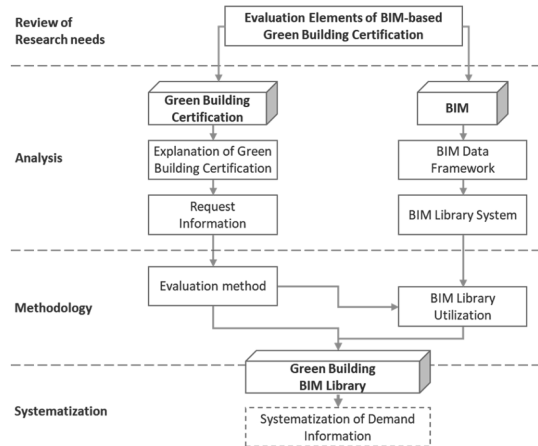 Review of
Research needs
Evaluation Elements of BIM-based
Green Building Certification
Green Building
Certification
BIM
Analysis
Explanation of Green
Building Certification
BIM Data
Framework
Request
Information
BIM Library System
Methodology
Evaluation method
BIM Library
Utilization
Green Building
BIM Library
Systematization
Systematization of Demand
Information